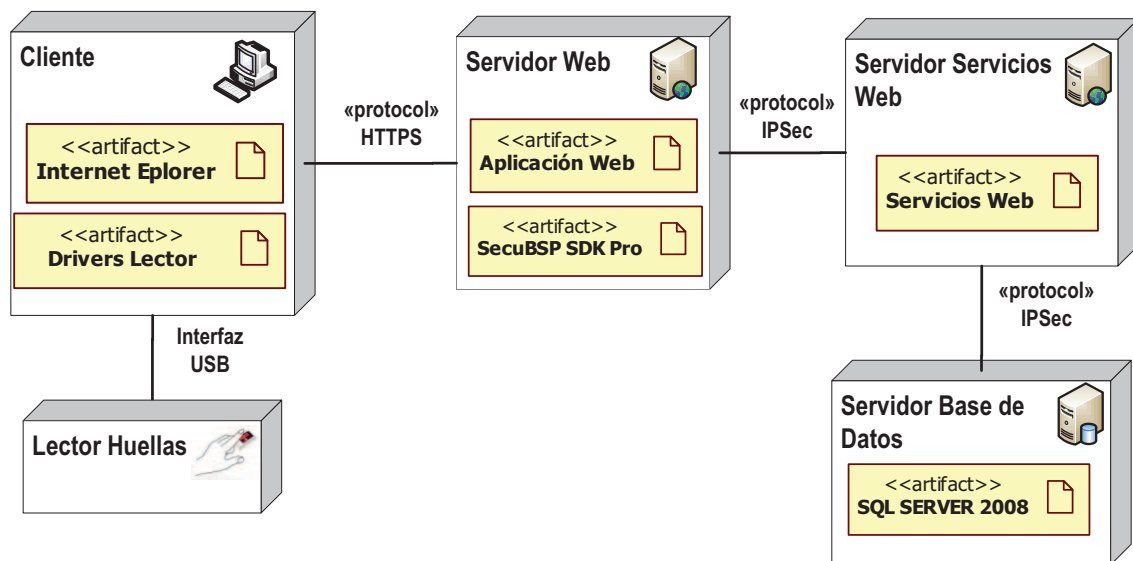 Cliente
<<artifact>>
Internet Eplorer
<<artifact>>
Drivers Lector
«protocol»
HTTPS
Servidor Web
<<artifact>>
Aplicación Web
<<artifact>>
SecuBSP SDK Pro
«protocol»
IPSec
Servidor Servicios
Web
<<artifact>>
Servicios Web
Interfaz
USB
Lector Huellas
«protocol»
IPSec
Servidor Base de
Datos
<<artifact>>
SQL SERVER 2008